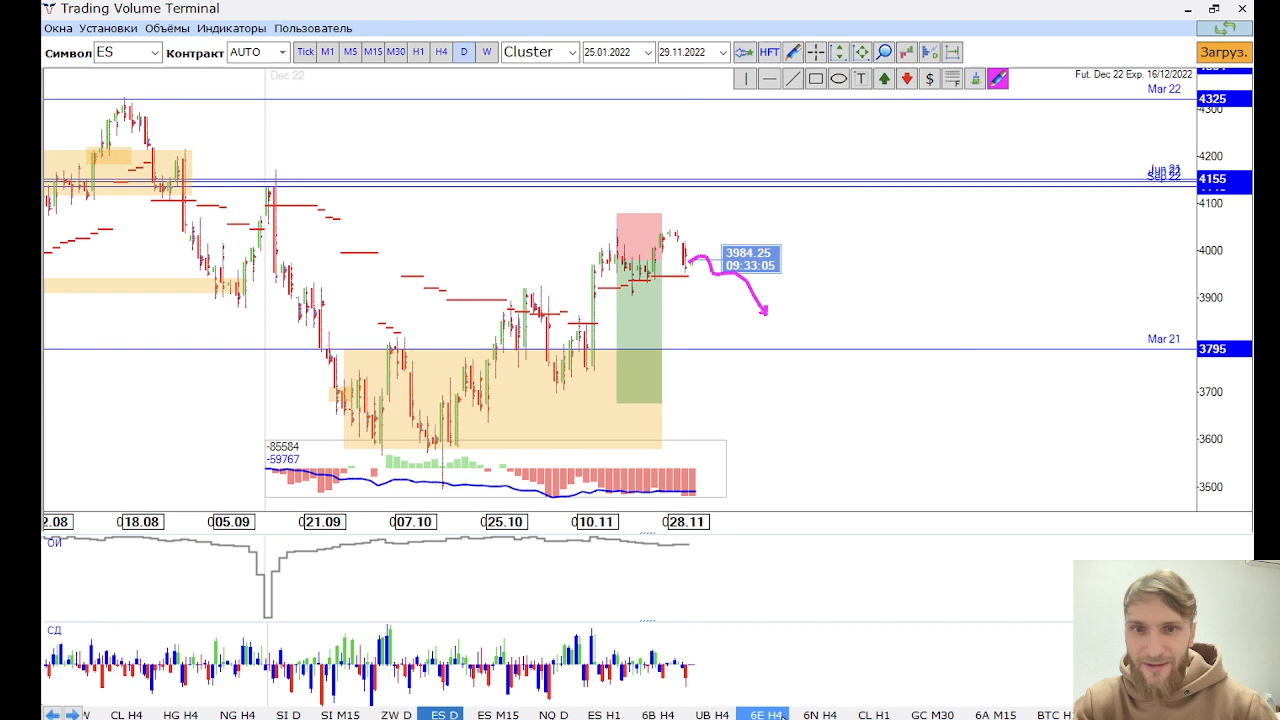 Trading Volume Terminal
Окна Установки Объёмы Индикаторы Пользователь
Символ ES Контракт AUTO Tick M1 M5 M15 M30 H1 H4 D W Cluster 25.01.2022 29.11.2022 HFT Загруз.
T $ F
Dec 22
Fut. Dec 22 Exp. 16/12/2022
Mar 22
4325
4300
4200
Sep 22
4155
4100
3984.25
09:33:05
4000
3900
Mar 21
3795
3700
3600
3500
-85584
-59767
2.08 18.08 05.09 21.09 07.10 25.10 10.11 28.11
ОИ
СД
CL H4 HG H4 NG H4 SI D SI M15 ZW D ES D ES M15 NQ D ES H1 6B H4 UB H4 6E H4 6N H4 CL H1 GC M30 6A M15 BTC H